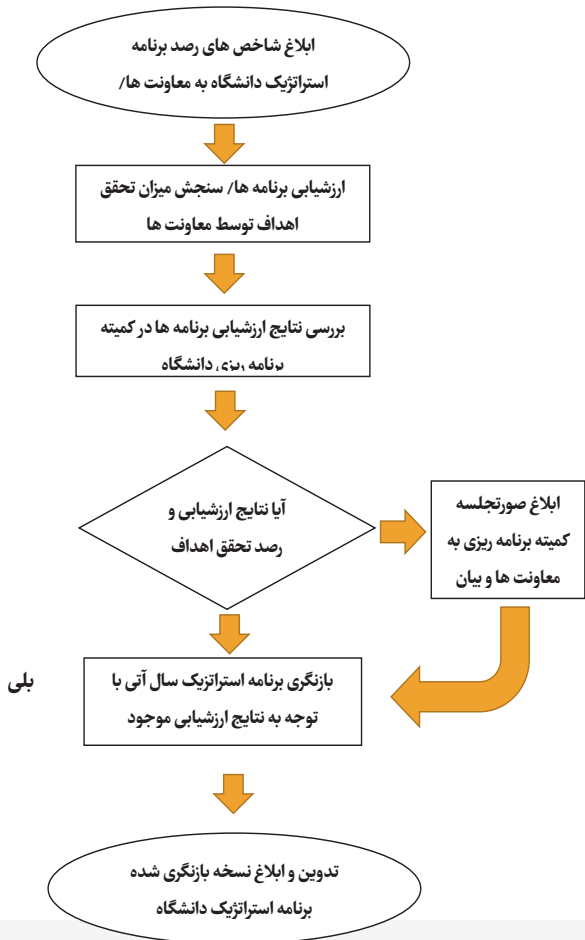 ابلاغ شاخص های رصد برنامه
استراتژیک دانشگاه به معاونت ها/
ارزشیابی برنامه ها/ سنجش میزان تحقق
اهداف توسط معاونت ها
بررسی نتایج ارزشیابی برنامه ها در کمیته
برنامه ریزی دانشگاه
آیا نتایج ارزشیابی و
رصد تحقق اهداف
ابلاغ صورتجلسه
کمیته برنامه ریزی به
معاونت ها و بیان
بلی
بازنگری برنامه استراتژیک سال آتی با
توجه به نتایج ارزشیابی موجود
تدوین و ابلاغ نسخه بازنگری شده
برنامه استراتژیک دانشگاه